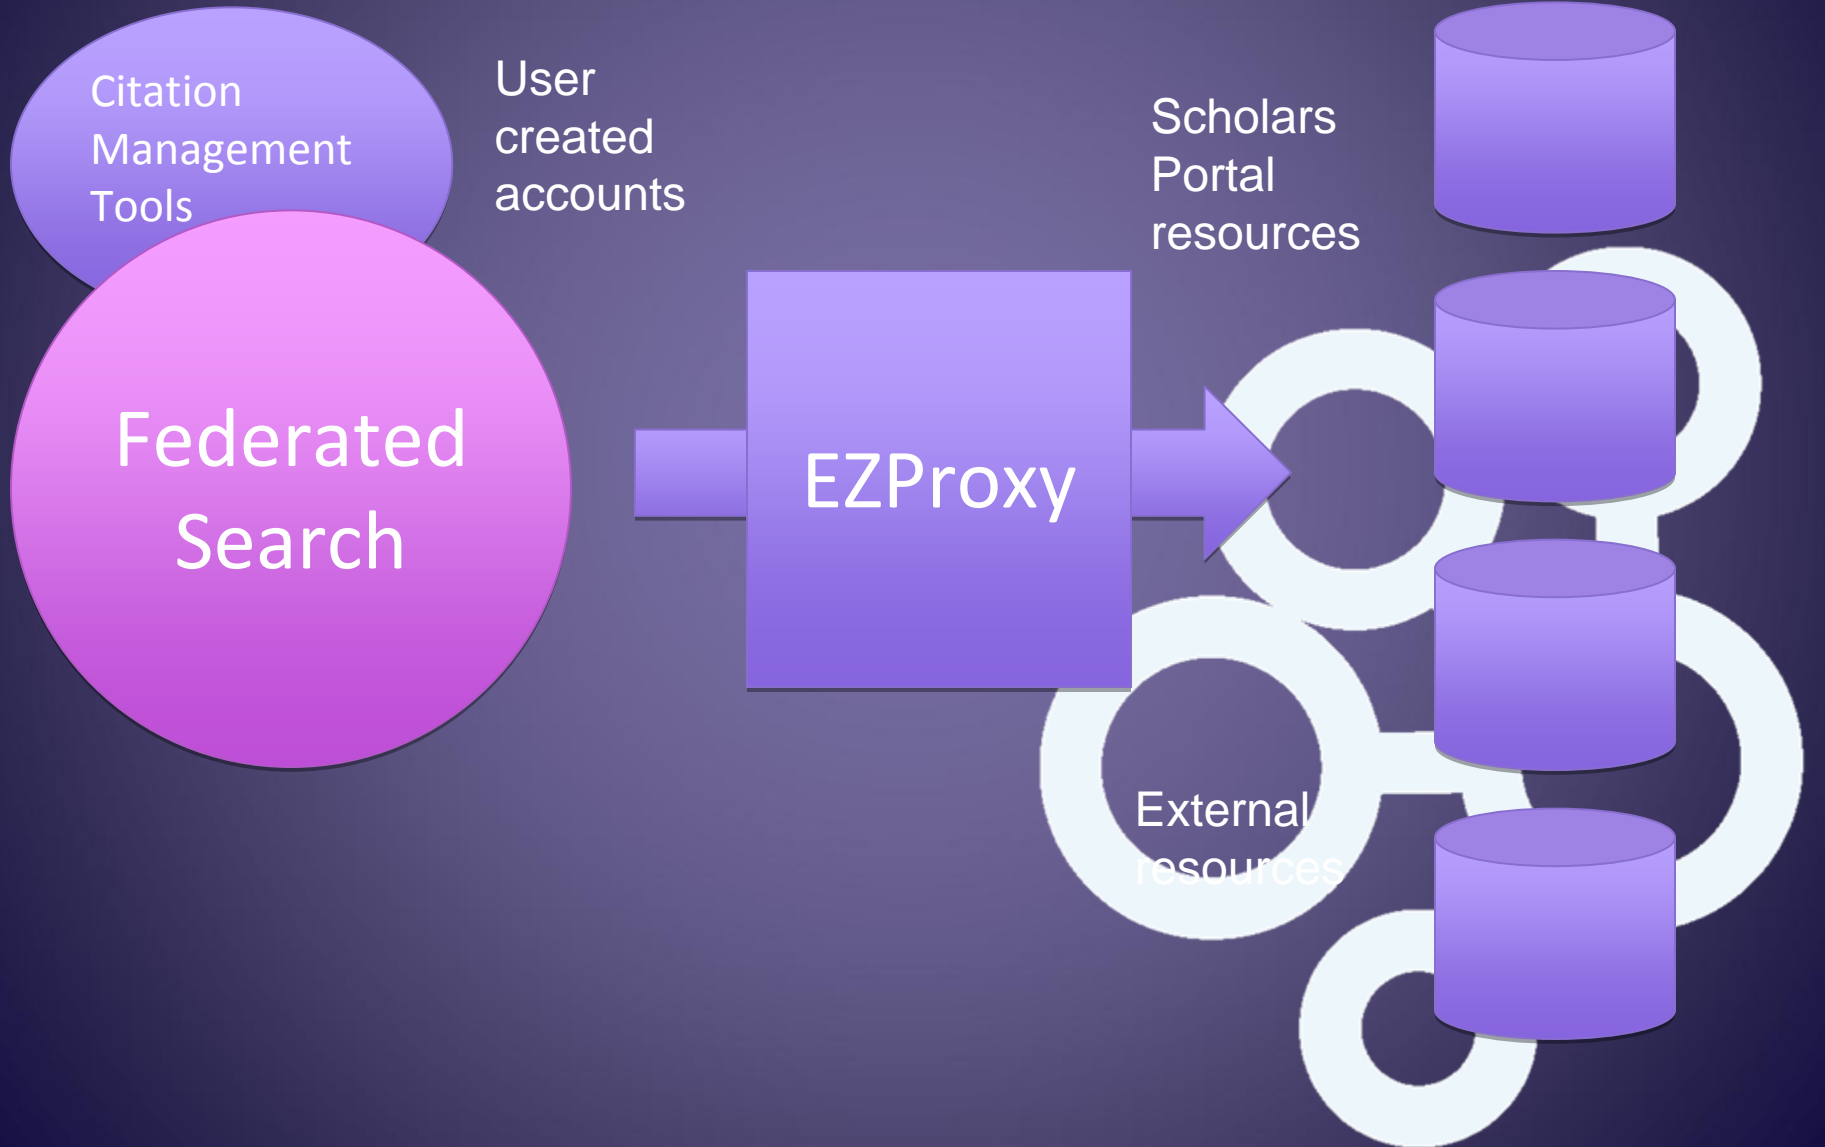 Citation
Management
Tools
User
created
accounts
Scholars
Portal
resources
Federated
Search
EZProxy
External
resources